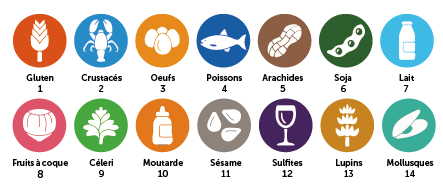 Gluten Crustacés Oeufs Poissons Arachides Soja Lait
1 2 3 4 5 6 7
Fruis à coque Céleri Moutarde Sésame Sulfites Lupins Mollusques
8 9 10 11 12 13 14